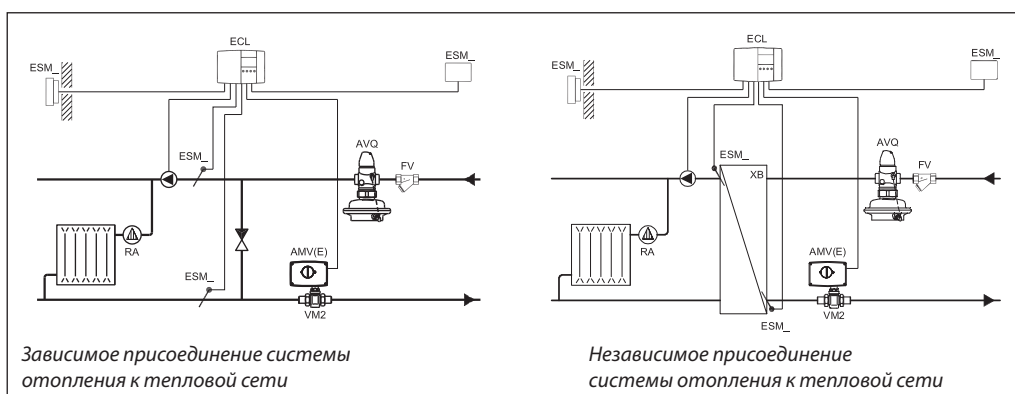 ECL
ESM_
ESM_
ESM_
AVQ
FV
RA
AMV(E)
ESM_
VM2
Зависимое присоединение системы
отопления к тепловой сети
ECL
ESM_
ESM_
ESM_
XB
AVQ
FV
RA
AMV(E)
VM2
ESM_
Независимое присоединение
системы отопления к тепловой сети